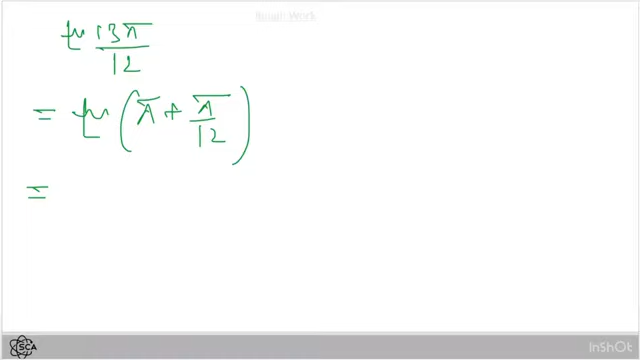 Rough Work
tan 13π/12
= tan (π + π/12)
=
SCA
InShOt